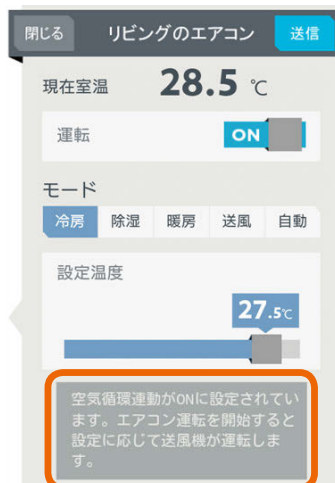 閉じる リビングのエアコン 送信
現在室温 28.5 ℃
運転 ON
モード
冷房 除湿 暖房 送風 自動
設定温度
27.5℃
空気循環連動がONに設定されてい
ます。エアコン運転を開始すると
設定に応じて送風機が運転しま
す。